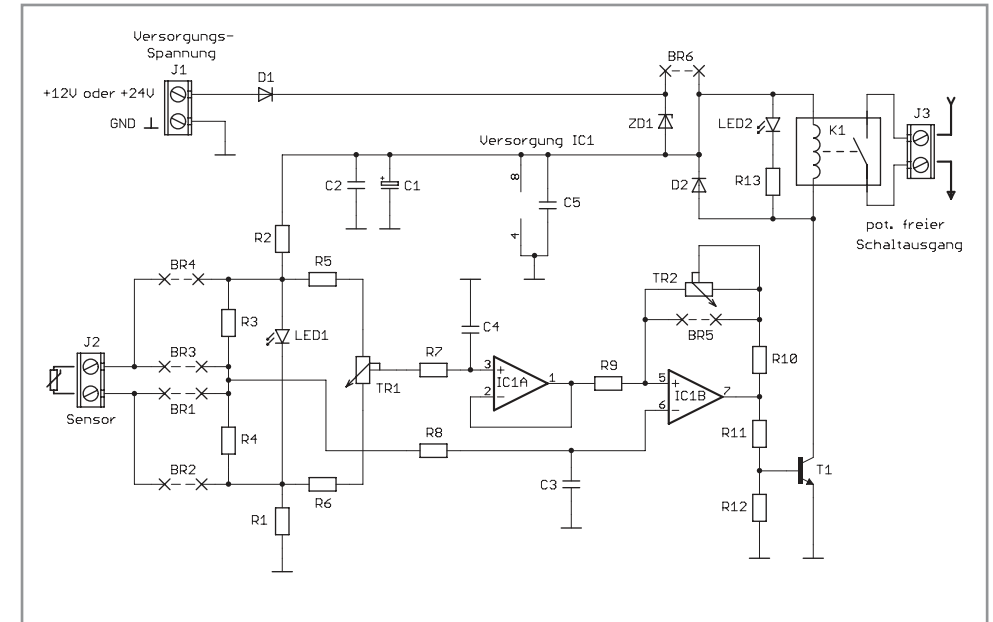 Versorgungs-
Spannung
J1
+12V oder +24V
GND
D1
BR6
ZD1
LED2
K1
J3
Versorgung IC1
C2
+
C1
8
4
C5
D2
R13
pot. freier
Schaltausgang
R2
BR4
R5
R3
LED1
C4
TR2
BR5
J2
BR3
BR1
Sensor
TR1
R7
3
+
IC1A
1
2
-
R9
5
+
IC1B
7
6
-
R10
R4
R8
R11
BR2
R6
C3
T1
R1
R12